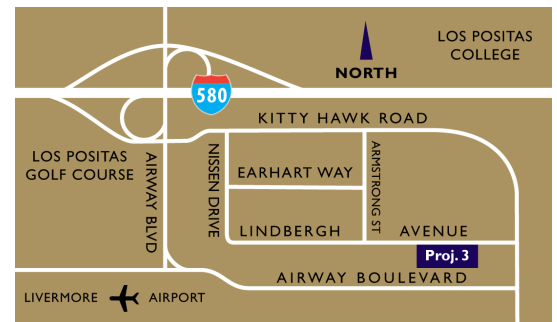 LOS POSITAS
COLLEGE
NORTH
580
KITTY HAWK ROAD
LOS POSITAS
GOLF COURSE
AIRWAY BLVD
NISSEN DRIVE
EARHART WAY
ARMSTRONG ST
LINDBERGH AVENUE
Proj. 3
AIRWAY BOULEVARD
LIVERMORE AIRPORT